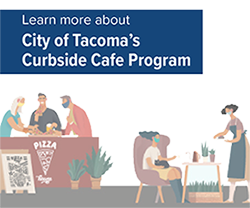 Learn more about
City of Tacoma's
Curbside Cafe Program
PIZZA